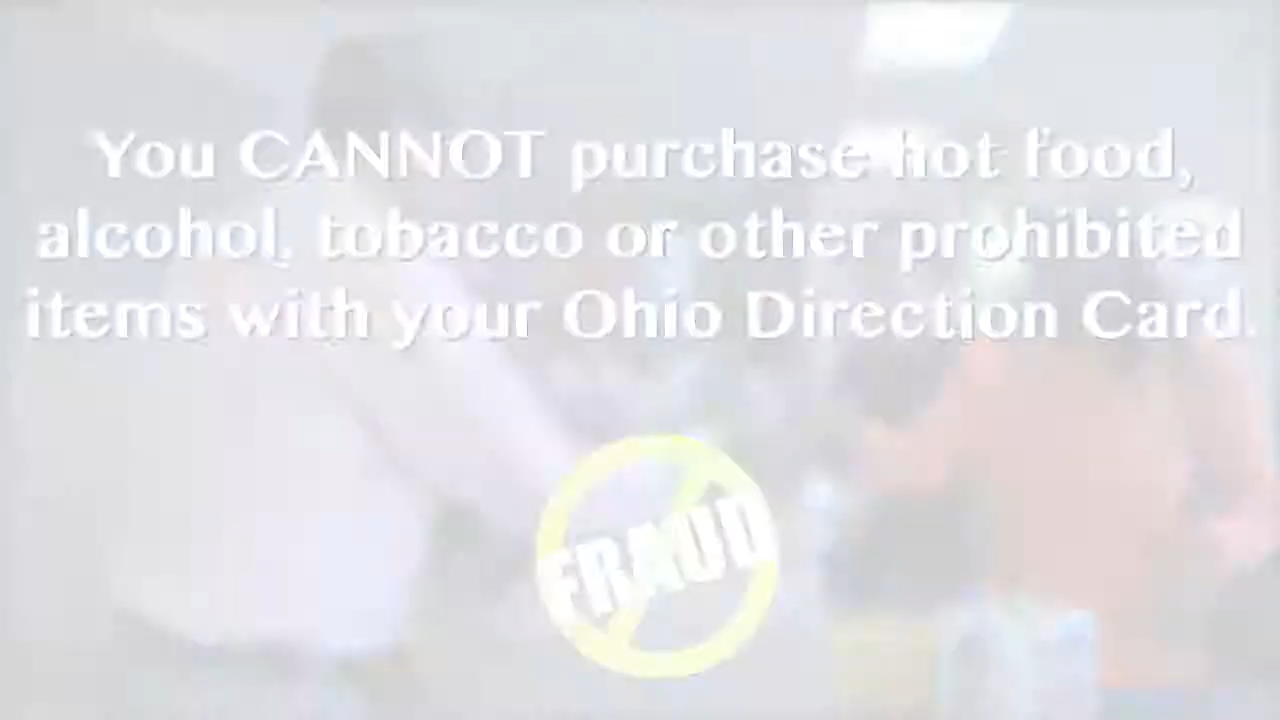 You CANNOT purchase hot food,
alcohol, tobacco or other prohibited
items with your Ohio Direction Card.
FRAUD